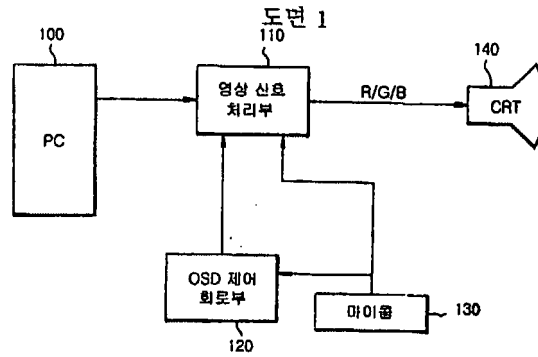 도면 1
100
110
140
영상 신호
처리부
R/G/B
CRT
PC
OSD 제어
회로부
마이콤
130
120